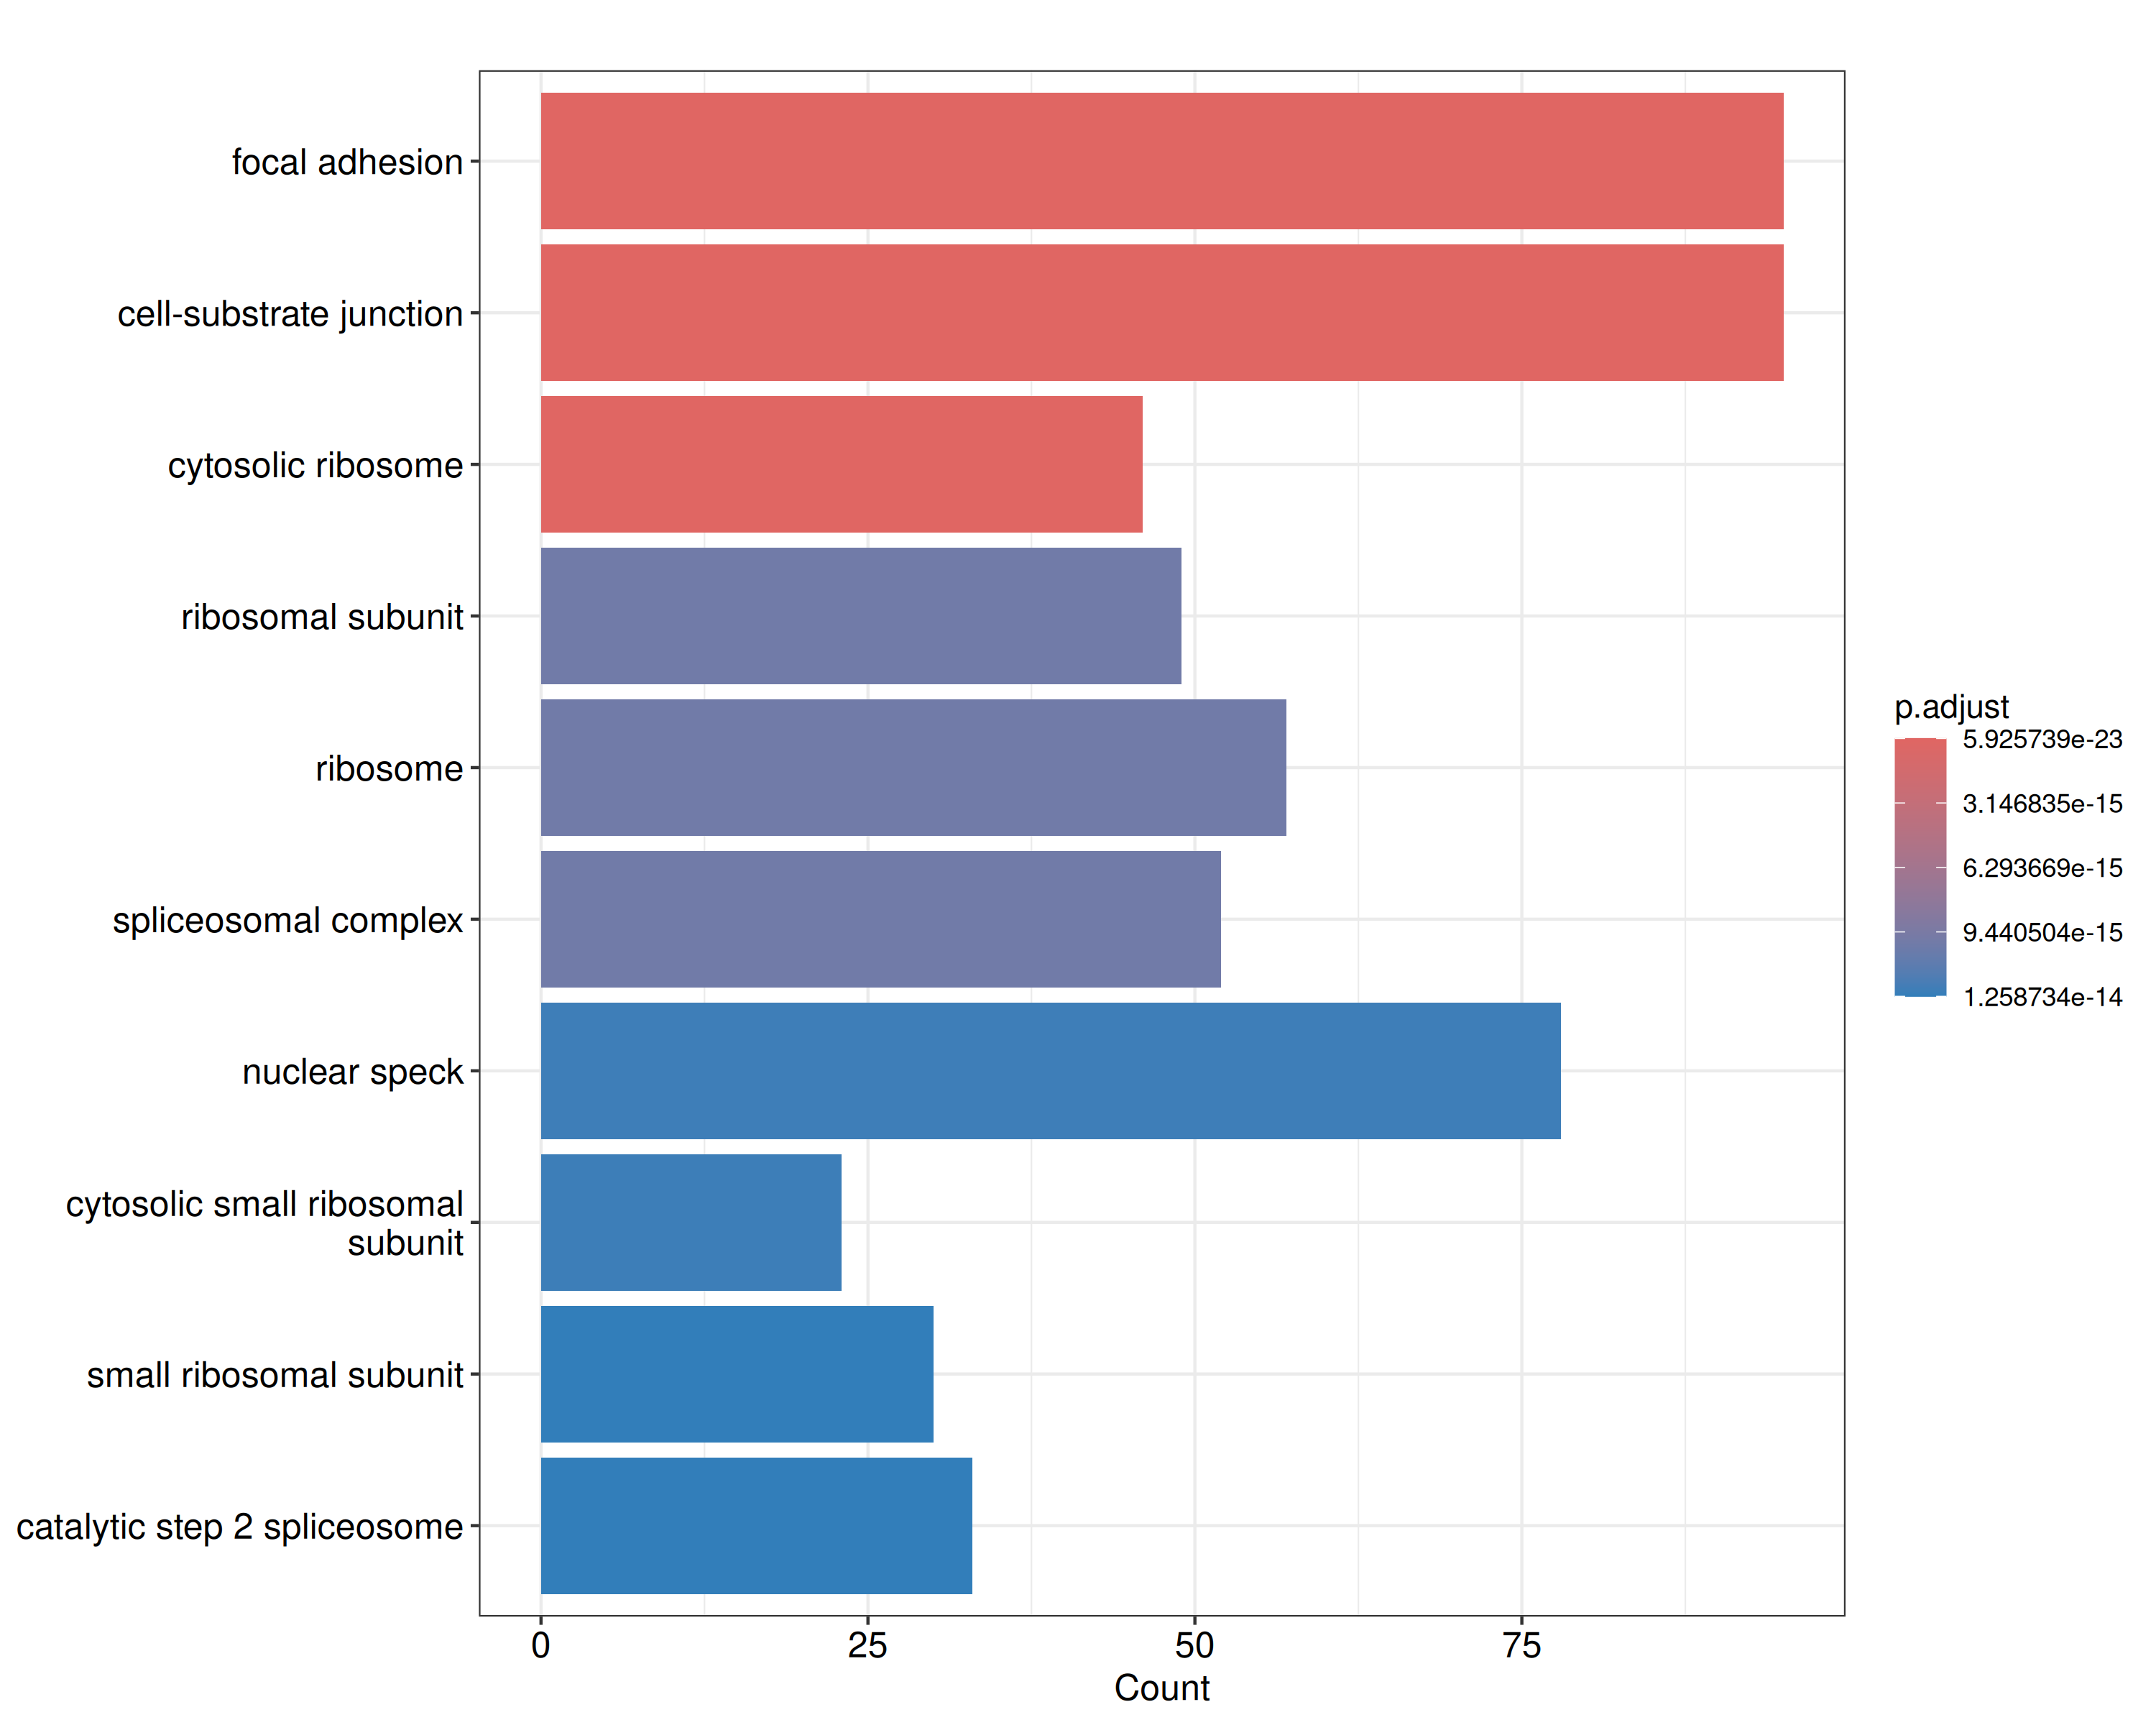 focal adhesion
cell-substrate junction
cytosolic ribosome
ribosomal subunit
ribosome
spliceosomal complex
nuclear speck
cytosolic small ribosomal
subunit
small ribosomal subunit
catalytic step 2 spliceosome
0 25 50 75
Count
p.adjust
5.925739e-23
3.146835e-15
6.293669e-15
9.440504e-15
1.258734e-14